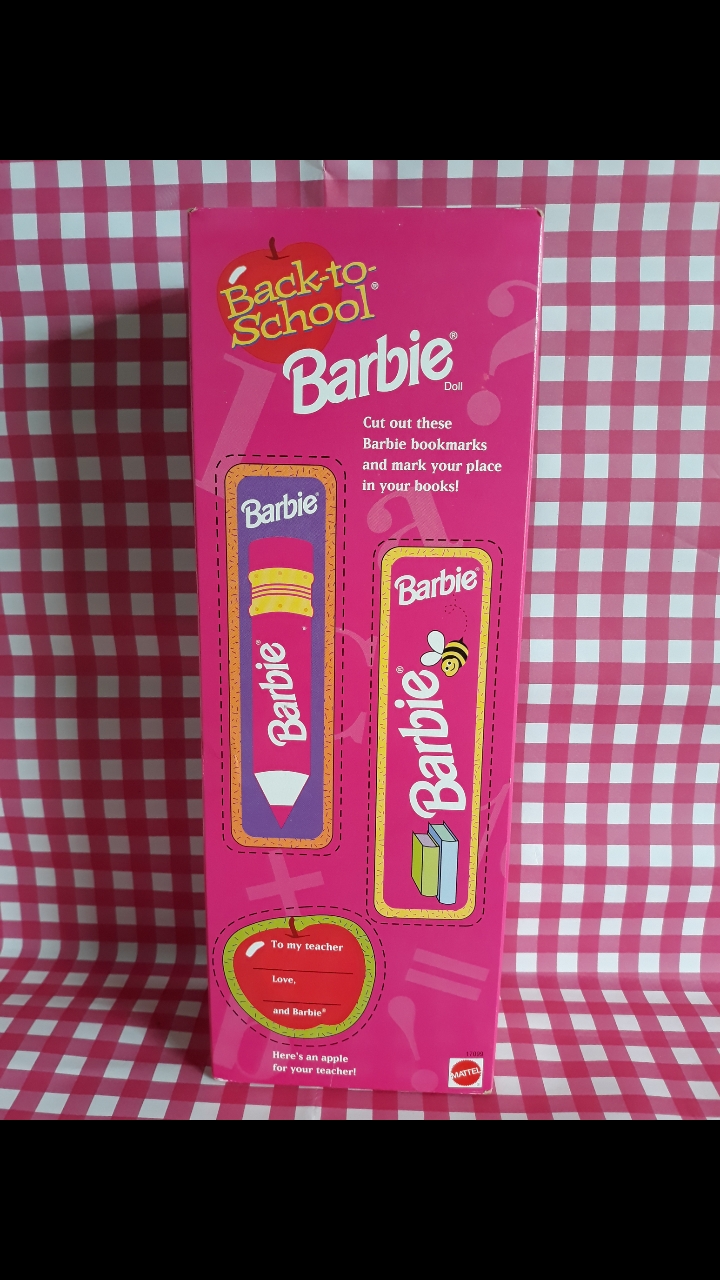 Back-to-
School®
Barbie®
Doll
Cut out these
Barbie bookmarks
and mark your place
in your books!
Barbie®
Barbie®
Barbie®
Barbie®
To my teacher
Love,
and Barbie®
Here's an apple
for your teacher!
MATTEL